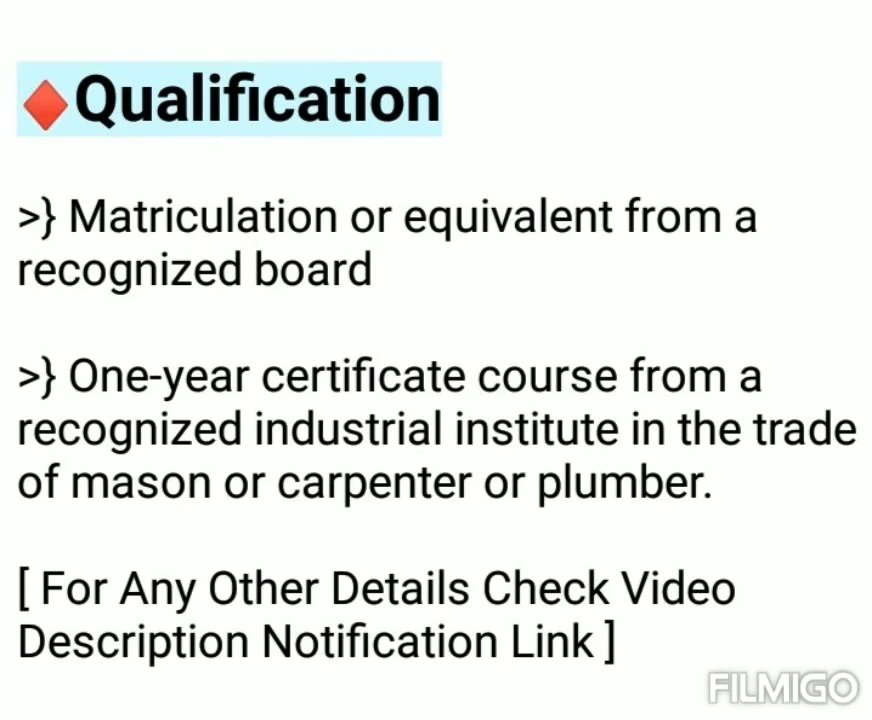 ♦Qualification
>} Matriculation or equivalent from a
recognized board
>} One-year certificate course from a
recognized industrial institute in the trade
of mason or carpenter or plumber.
[ For Any Other Details Check Video
Description Notification Link ]
FILMIGO